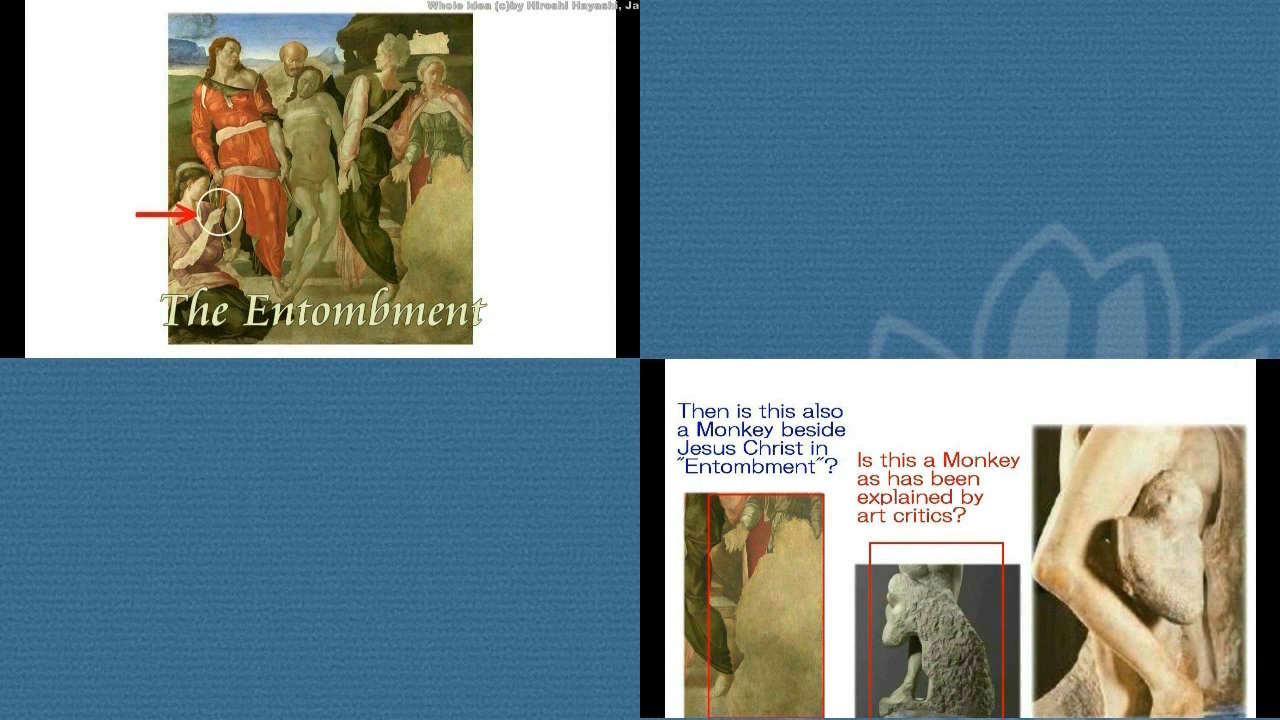 Whole Idea (c)by Hiroshi Hayashi, Ja
The Entombment
Then is this also
a Monkey beside
Jesus Christ in
"Entombment"?
Is this a Monkey
as has been
explained by
art critics?